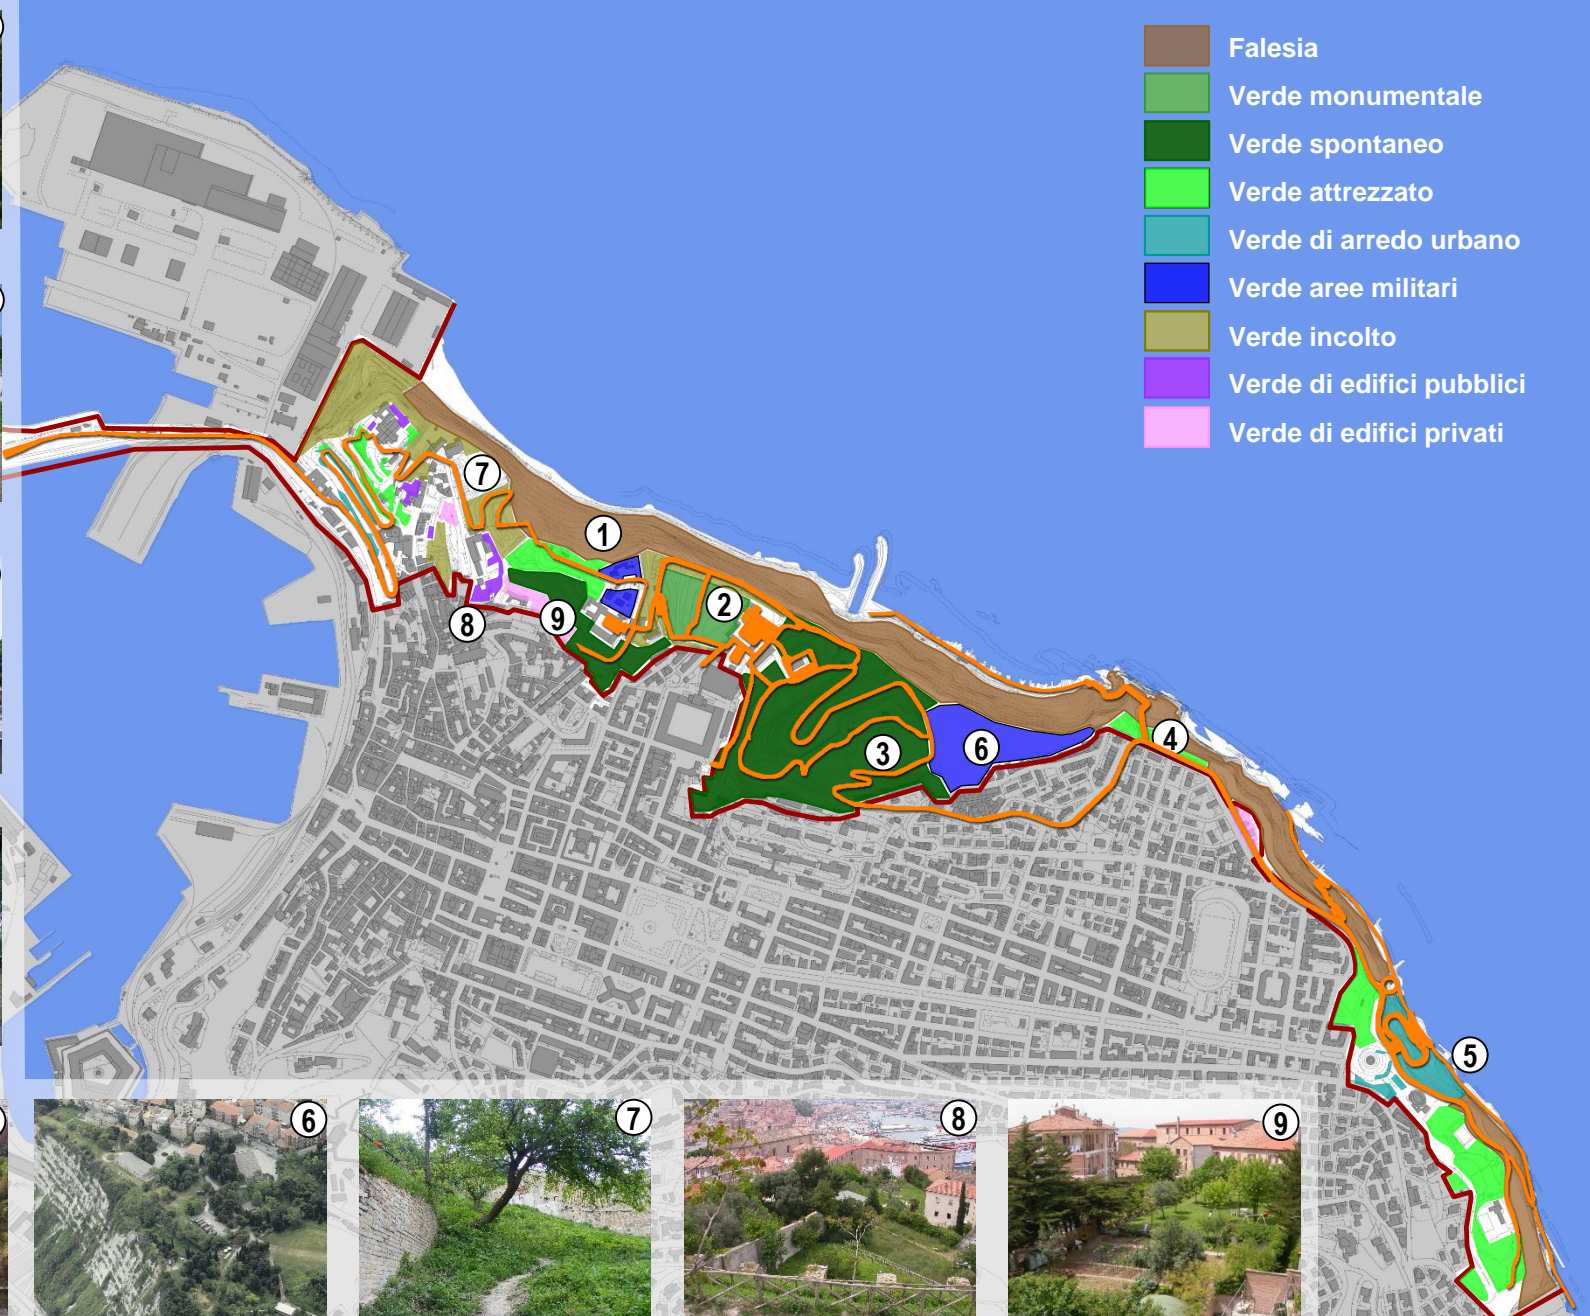 Falesia
Verde monumentale
Verde spontaneo
Verde attrezzato
Verde di arredo urbano
Verde aree militari
Verde incolto
Verde di edifici pubblici
Verde di edifici privati
7
1
2
8
9
3
6
4
5
6
7
8
9